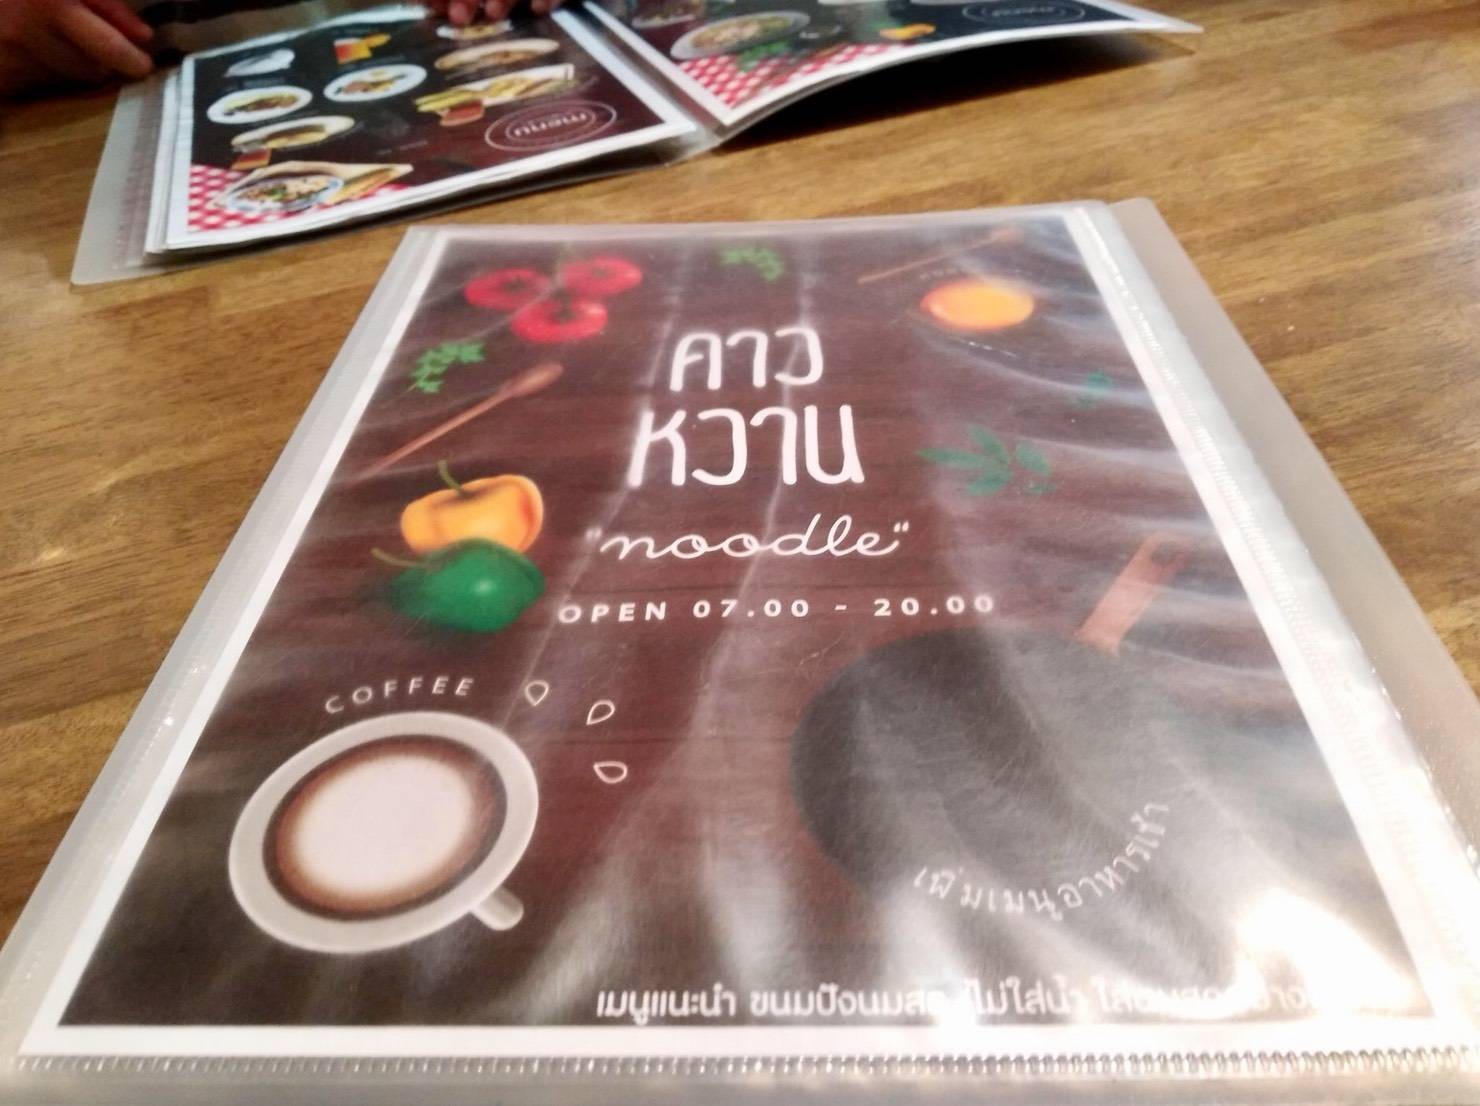 menu
menu
คาว
หวาน
"noodle"
OPEN 07.00 - 20.00
COFFEE
เพิ่มเมนูอาหารเช้า
เมนูแนะนำ ขนมปังนมสด ไม่ใส่น้ำ